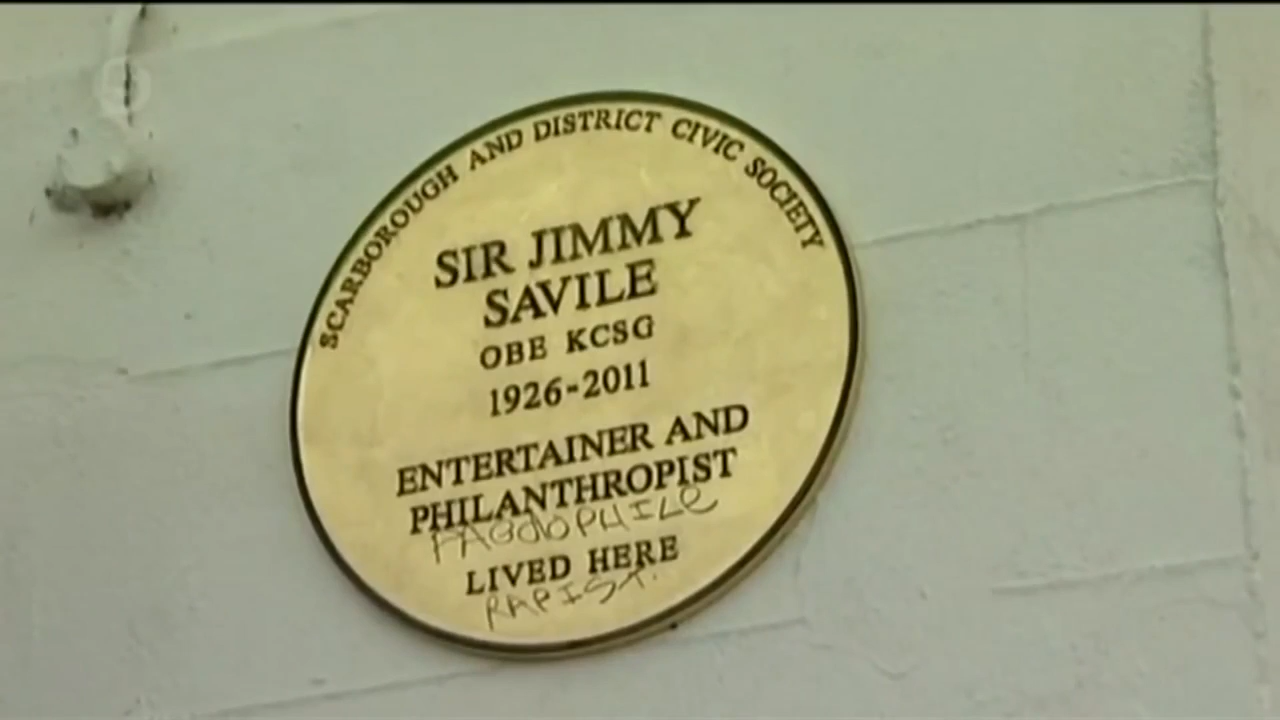 SCARBOROUGH AND DISTRICT CIVIC SOCIETY
SIR JIMMY
SAVILE
OBE KCSG
1926-2011
ENTERTAINER AND
PHILANTHROPIST
PAEDOPHILE
LIVED HERE
RAPIST.